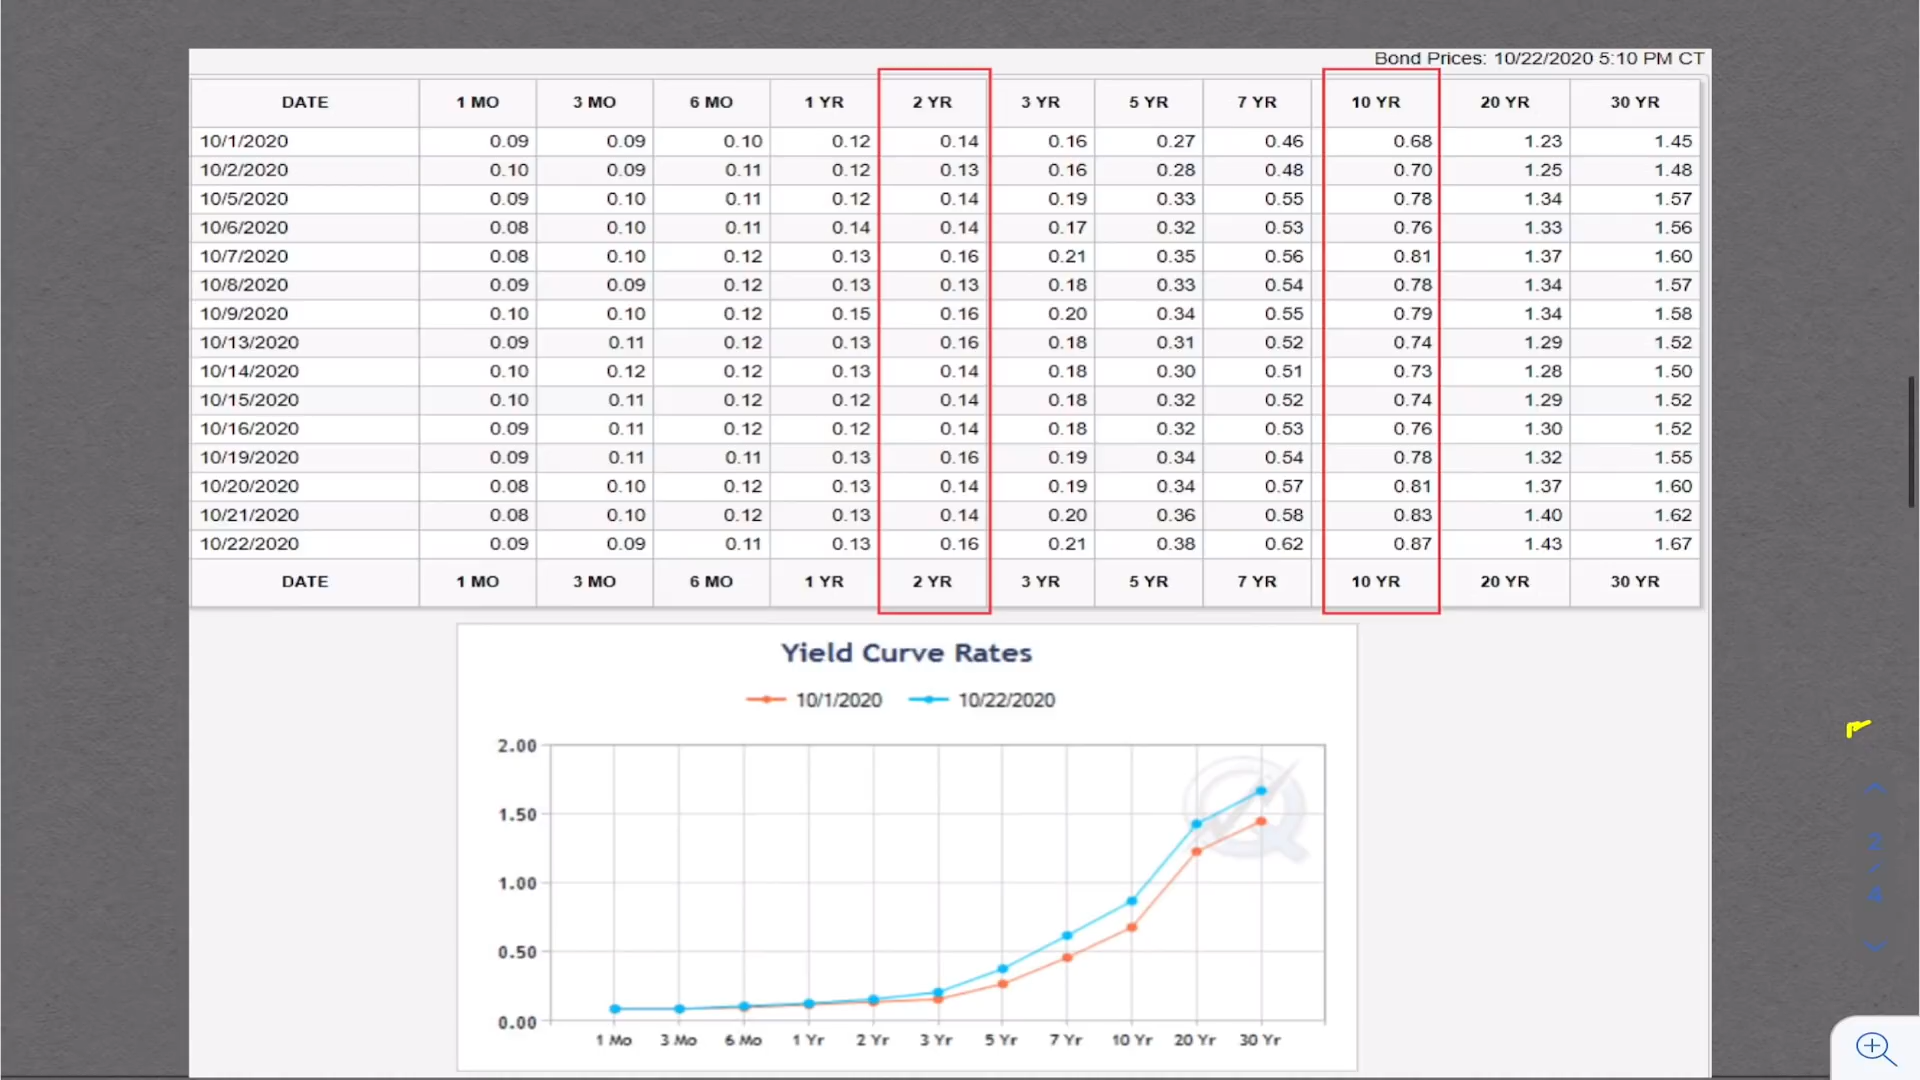 Bond Prices: 10/22/2020 5:10 PM CT
DATE 1 MO 3 MO 6 MO 1 YR 2 YR 3 YR 5 YR 7 YR 10 YR 20 YR 30 YR
10/1/2020 0.09 0.09 0.10 0.12 0.14 0.16 0.27 0.46 0.68 1.23 1.45
10/2/2020 0.10 0.09 0.11 0.12 0.13 0.16 0.28 0.48 0.70 1.25 1.48
10/5/2020 0.09 0.10 0.11 0.12 0.14 0.19 0.33 0.55 0.78 1.34 1.57
10/6/2020 0.08 0.10 0.11 0.14 0.14 0.17 0.32 0.53 0.76 1.33 1.56
10/7/2020 0.08 0.10 0.12 0.13 0.16 0.21 0.35 0.56 0.81 1.37 1.60
10/8/2020 0.09 0.09 0.12 0.13 0.13 0.18 0.33 0.54 0.78 1.34 1.57
10/9/2020 0.10 0.10 0.12 0.15 0.16 0.20 0.34 0.55 0.79 1.34 1.58
10/13/2020 0.09 0.11 0.12 0.13 0.16 0.18 0.31 0.52 0.74 1.29 1.52
10/14/2020 0.10 0.12 0.12 0.13 0.14 0.18 0.30 0.51 0.73 1.28 1.50
10/15/2020 0.10 0.11 0.12 0.12 0.14 0.18 0.32 0.52 0.74 1.29 1.52
10/16/2020 0.09 0.11 0.12 0.12 0.14 0.18 0.32 0.53 0.76 1.30 1.52
10/19/2020 0.09 0.11 0.11 0.13 0.16 0.19 0.34 0.54 0.78 1.32 1.55
10/20/2020 0.08 0.10 0.12 0.13 0.14 0.19 0.34 0.57 0.81 1.37 1.60
10/21/2020 0.08 0.10 0.12 0.13 0.14 0.20 0.36 0.58 0.83 1.40 1.62
10/22/2020 0.09 0.09 0.11 0.13 0.16 0.21 0.38 0.62 0.87 1.43 1.67
DATE 1 MO 3 MO 6 MO 1 YR 2 YR 3 YR 5 YR 7 YR 10 YR 20 YR 30 YR
Yield Curve Rates
10/1/2020 10/22/2020
2.00
1.50
1.00
0.50
0.00
1 Mo 3 Mo 6 Mo 1 Yr 2 Yr 3 Yr 5 Yr 7 Yr 10 Yr 20 Yr 30 Yr